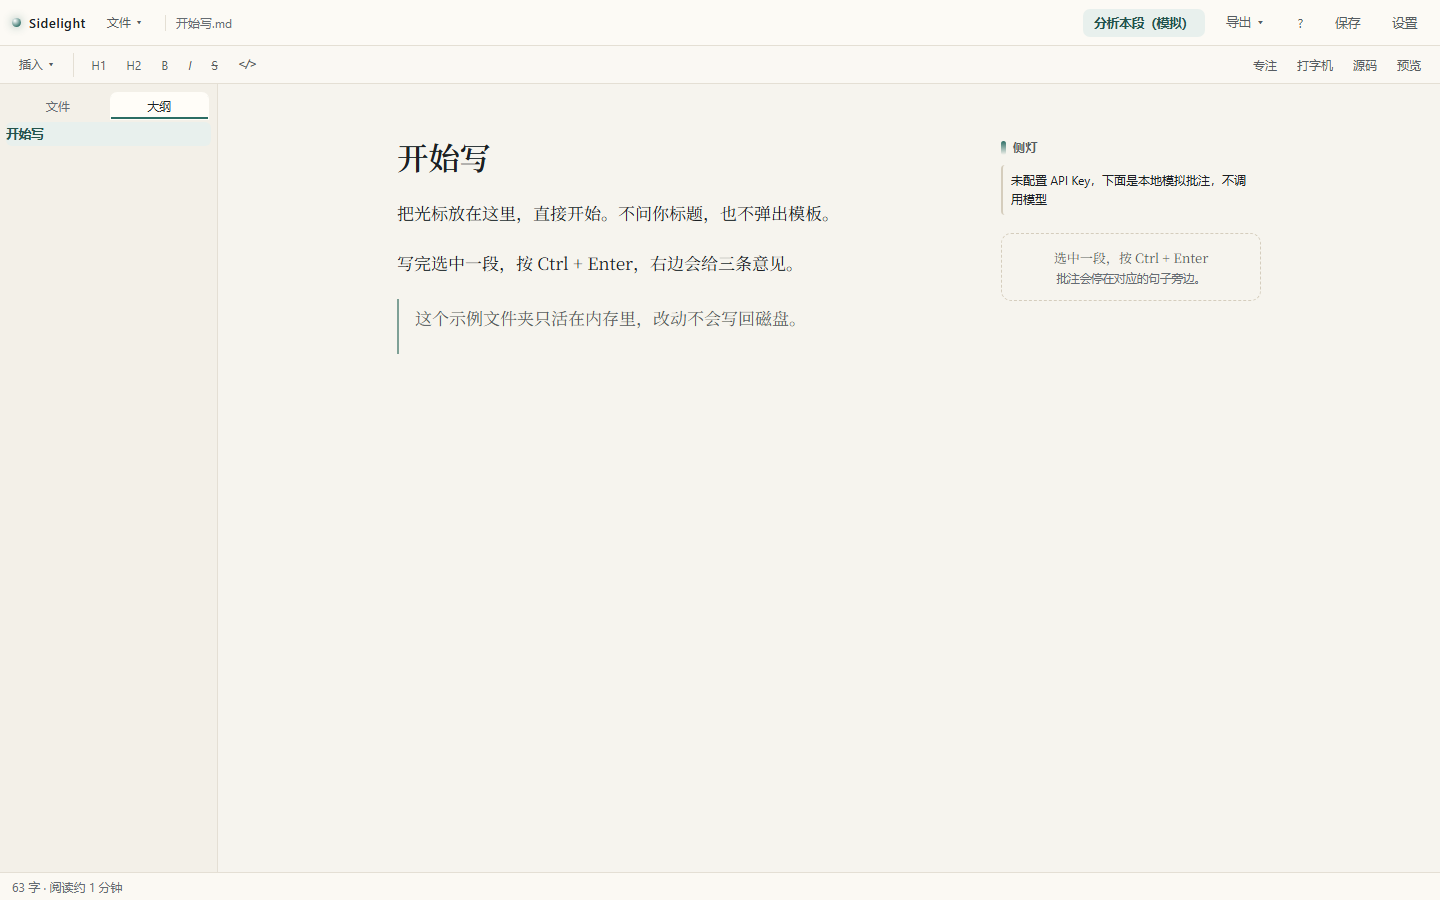 Sidelight 文件 ▾ 开始写.md 分析本段（模拟） 导出 ▾ ? 保存 设置
插入 ▾ H1 H2 B I S </> 专注 打字机 源码 预览
文件 大纲
开始写
开始写
把光标放在这里，直接开始。不问你标题，也不弹出模板。
写完选中一段，按 Ctrl + Enter，右边会给三条意见。
这个示例文件夹只活在内存里，改动不会写回磁盘。
侧灯
未配置 API Key，下面是本地模拟批注，不调
用模型
选中一段，按 Ctrl + Enter
批注会停在对应的句子旁边。
63 字 · 阅读约 1 分钟